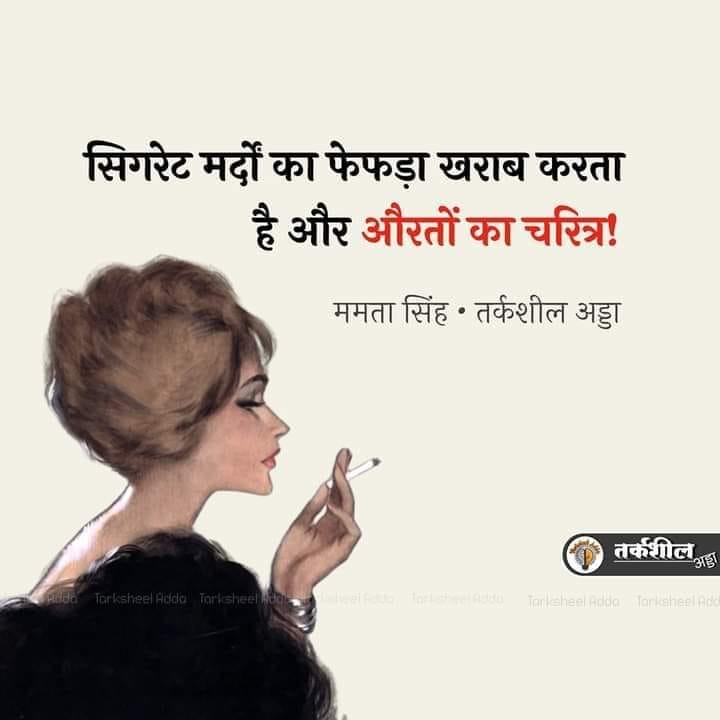 सिगरेट मर्दों का फेफड़ा खराब करता
है और औरतों का चरित्र!
ममता सिंह • तर्कशील अड्डा
तर्कशील
अड्डा
Adda Tarksheel Adda Tarksheel Adda Tarksheel Adda Tarksheel Adda Tarksheel Adda Tarksheel Adda